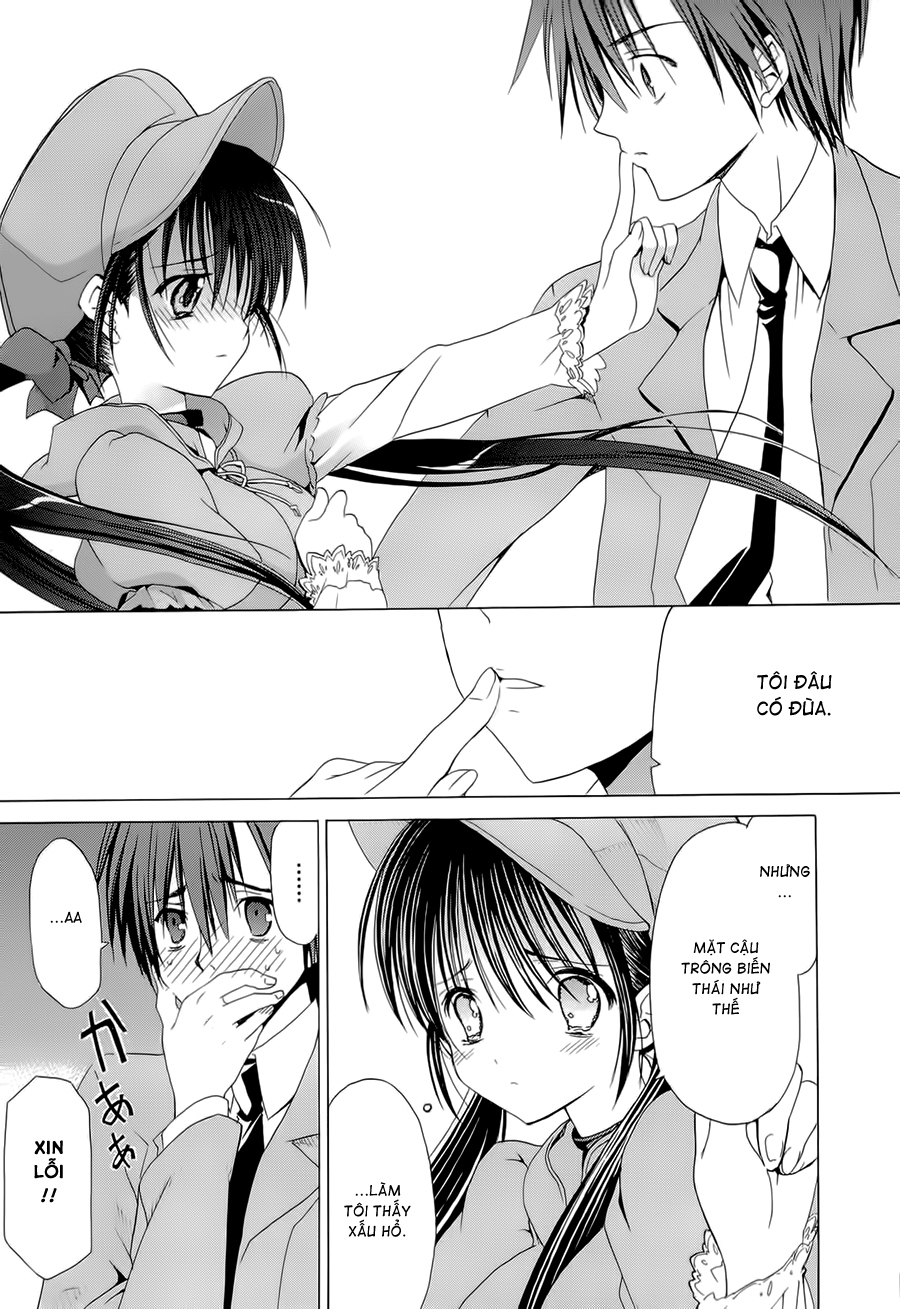 TÔI ĐÂU
CÓ ĐÙA.
NHƯNG
...
MẶT CẬU
TRÔNG BIẾN
THÁI NHƯ
THẾ
...LÀM
TÔI THẤY
XẤU HỔ.
......
...AA
かあぁ
XIN
LỖI
!!